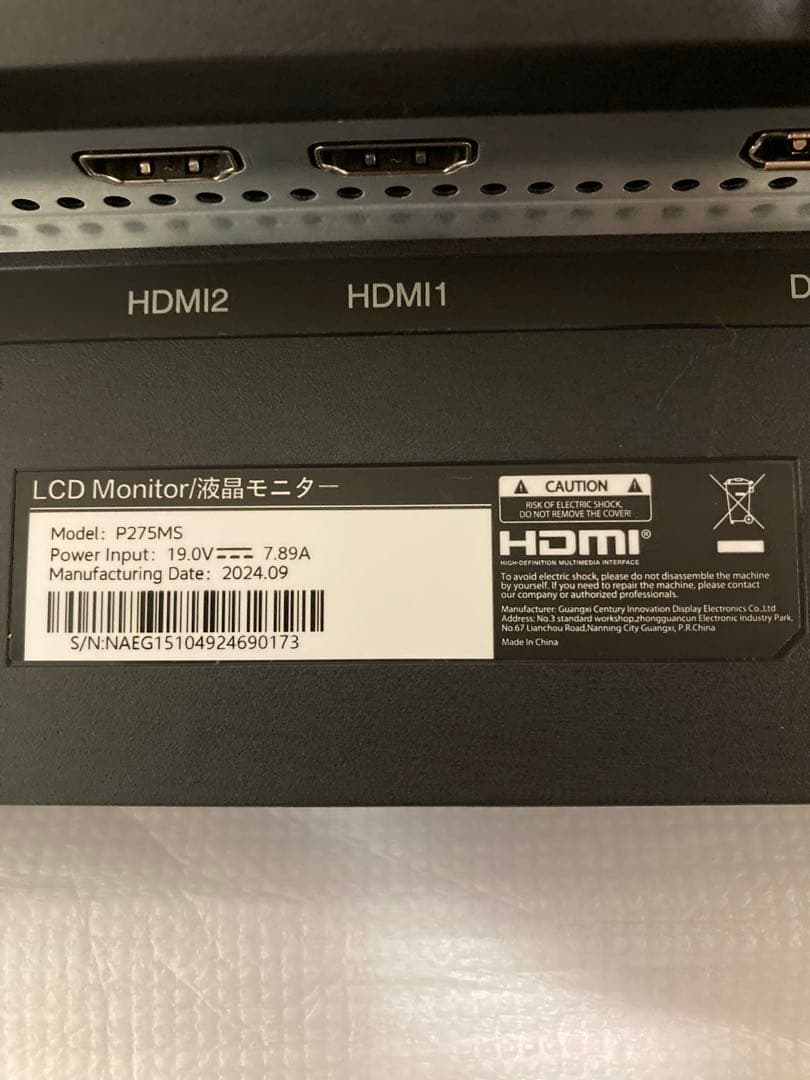 HDMI2
HDMI1
D
LCD Monitor/液晶モニター
Model: P275MS
Power Input: 19.0V 7.89A
Manufacturing Date: 2024.09
S/N:NAEG15104924690173
CAUTION
RISK OF ELECTRIC SHOCK,
DO NOT REMOVE THE COVER!
HDMI®
HIGH-DEFINITION MULTIMEDIA INTERFACE
To avoid electric shock, please do not disassemble the machine
by yourself. If you need to repair the machine, please contact
our company or authorized professionals.
Manufacturer: Guangxi Century Innovation Display Electronics Co.,Ltd
Address: No.3 standard workshop,zhongguancun Electronic Industry Park,
No.67 Lianchou Road,Nanning City Guangxi, P.R.China
Made In China